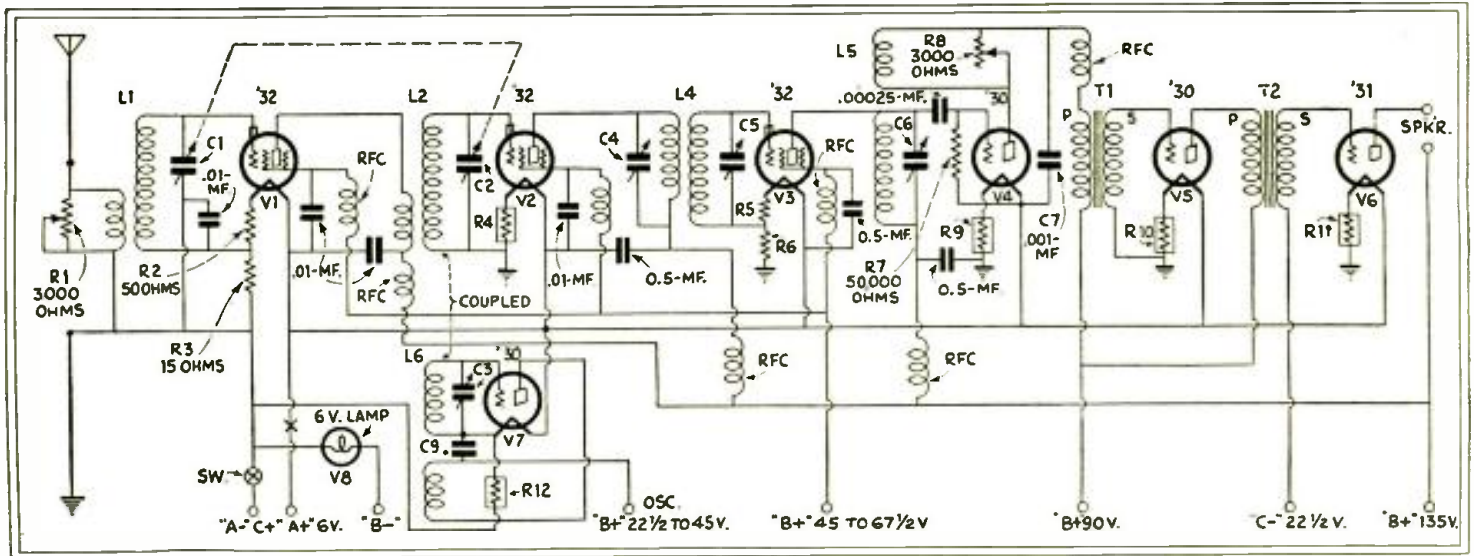 L1
'32
C1
.01-
MF.
V1
RFC
R1
3000
OHMS
R2
500HMS
R3
15 OHMS
.01-MF.
RFC
L2
'32
C2
V2
R4
C4
.01-MF.
0.5-MF.
COUPLED
L4
'32
C5
V3
RFC
R5
R6
0.5-MF.
L5
R8
3000
OHMS
.00025-MF.
'30
C6
V4
R7
50,000
OHMS
R9
0.5-MF.
C7
.001-
MF
RFC
T1
P
S
'30
V5
R10
T2
P
S
'31
V6
R11
SPKR.
RFC
RFC
L6
'30
C3
V7
C9
R12
6 V. LAMP
V8
SW.
X
"A-" C+" A+"6V.
"B-"
OSC.
"B+"22½ TO 45V.
"B+"45 TO 67½V
"B+90V.
"C-"22½ V.
"B+"135V.